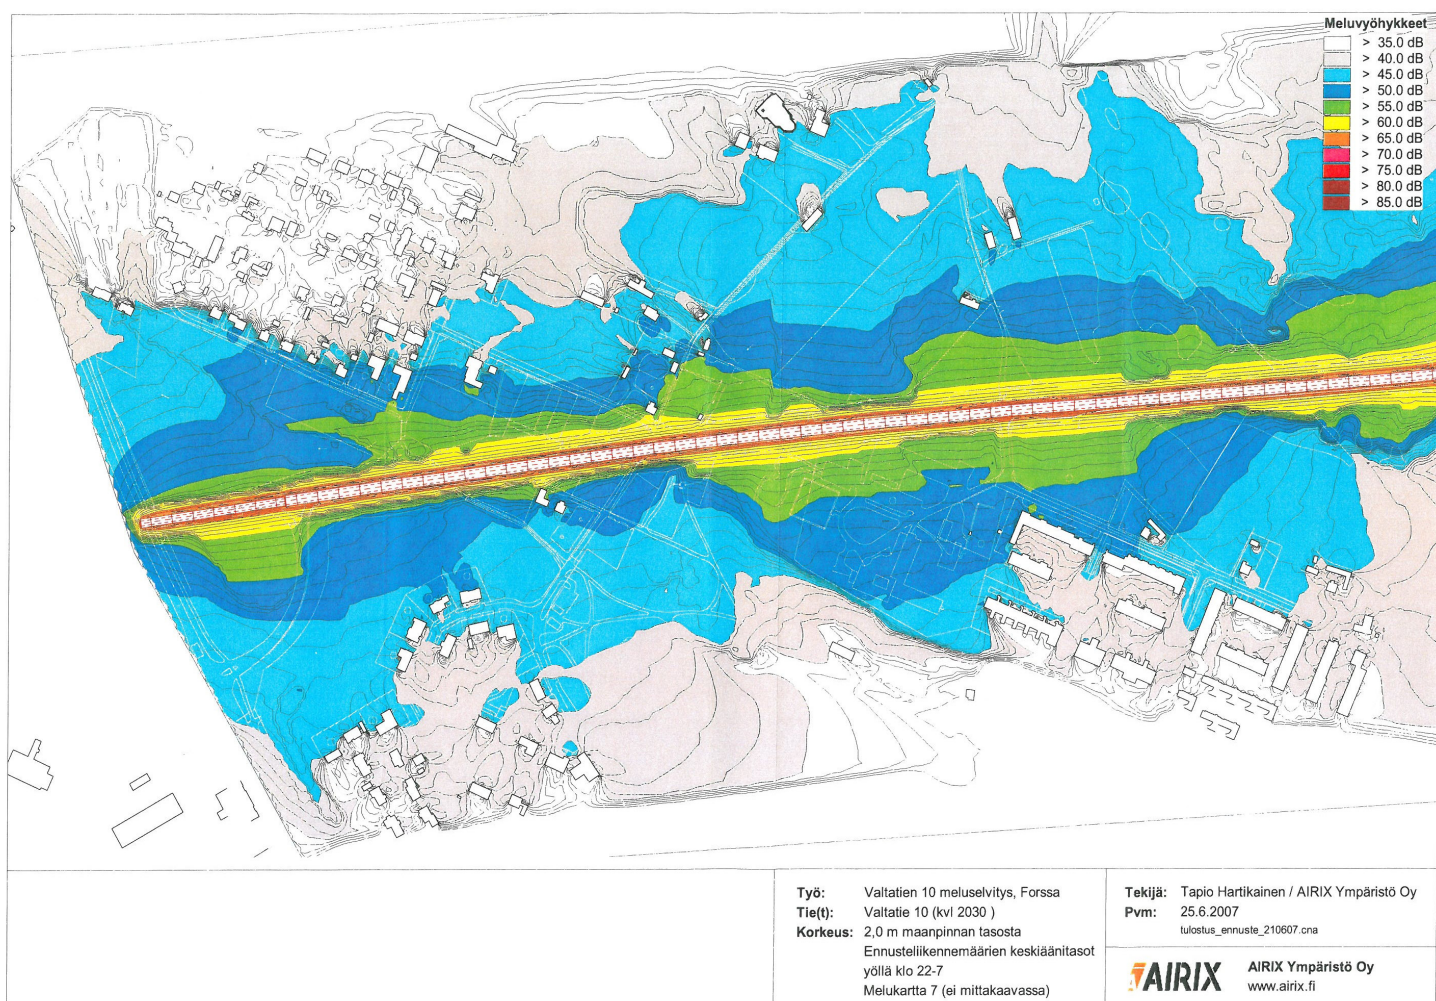 Meluvyöhykkeet
> 35.0 dB
> 40.0 dB
> 45.0 dB
> 50.0 dB
> 55.0 dB
> 60.0 dB
> 65.0 dB
> 70.0 dB
> 75.0 dB
> 80.0 dB
> 85.0 dB
Työ: Valtatien 10 meluselvitys, Forssa
Tie(t): Valtatie 10 (kvl 2030 )
Korkeus: 2,0 m maanpinnan tasosta
Ennusteliikennemäärien keskiäänitasot
yöllä klo 22-7
Melukartta 7 (ei mittakaavassa)
Tekijä: Tapio Hartikainen / AIRIX Ympäristö Oy
Pvm: 25.6.2007
tulostus_ennuste_210607.cna
AIRIX
AIRIX Ympäristö Oy
www.airix.fi